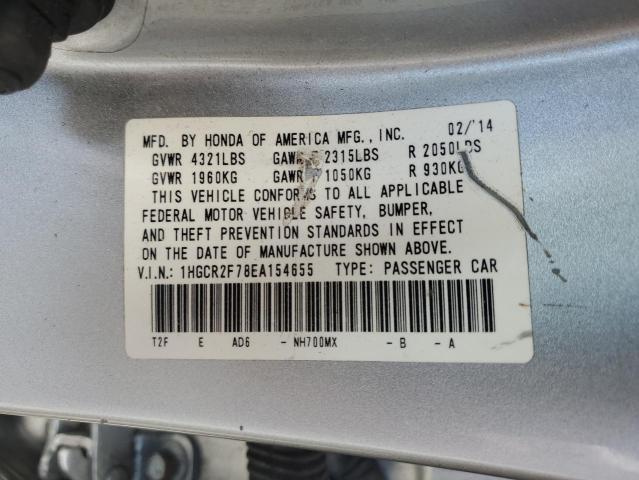 MFD. BY HONDA OF AMERICA MFG., INC. 02/'14
GVWR 4321LBS GAWR F 2315LBS R 2050LBS
GVWR 1960KG GAWR F 1050KG R 930KG
THIS VEHICLE CONFORMS TO ALL APPLICABLE
FEDERAL MOTOR VEHICLE SAFETY, BUMPER,
AND THEFT PREVENTION STANDARDS IN EFFECT
ON THE DATE OF MANUFACTURE SHOWN ABOVE.
V.I.N.: 1HGCR2F78EA154655 TYPE: PASSENGER CAR
T2F E AD6 - NH700MX - B - A